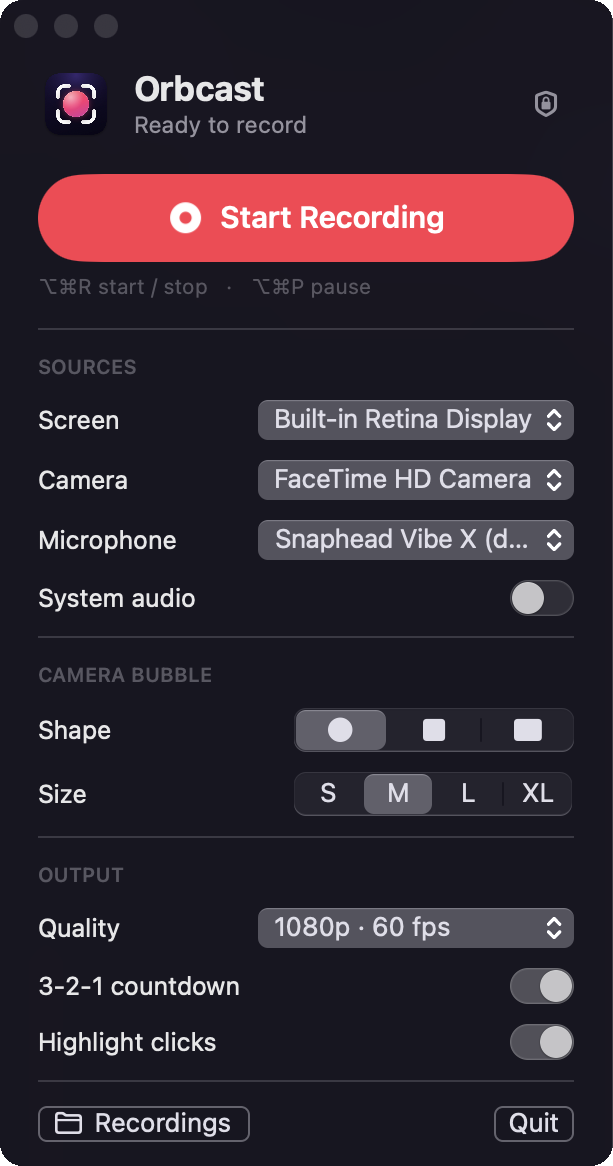 Orbcast
Ready to record
Start Recording
⌥⌘R start / stop · ⌥⌘P pause
SOURCES
Screen Built-in Retina Display
Camera FaceTime HD Camera
Microphone Snaphead Vibe X (d...
System audio
CAMERA BUBBLE
Shape
Size S M L XL
OUTPUT
Quality 1080p · 60 fps
3-2-1 countdown
Highlight clicks
Recordings Quit